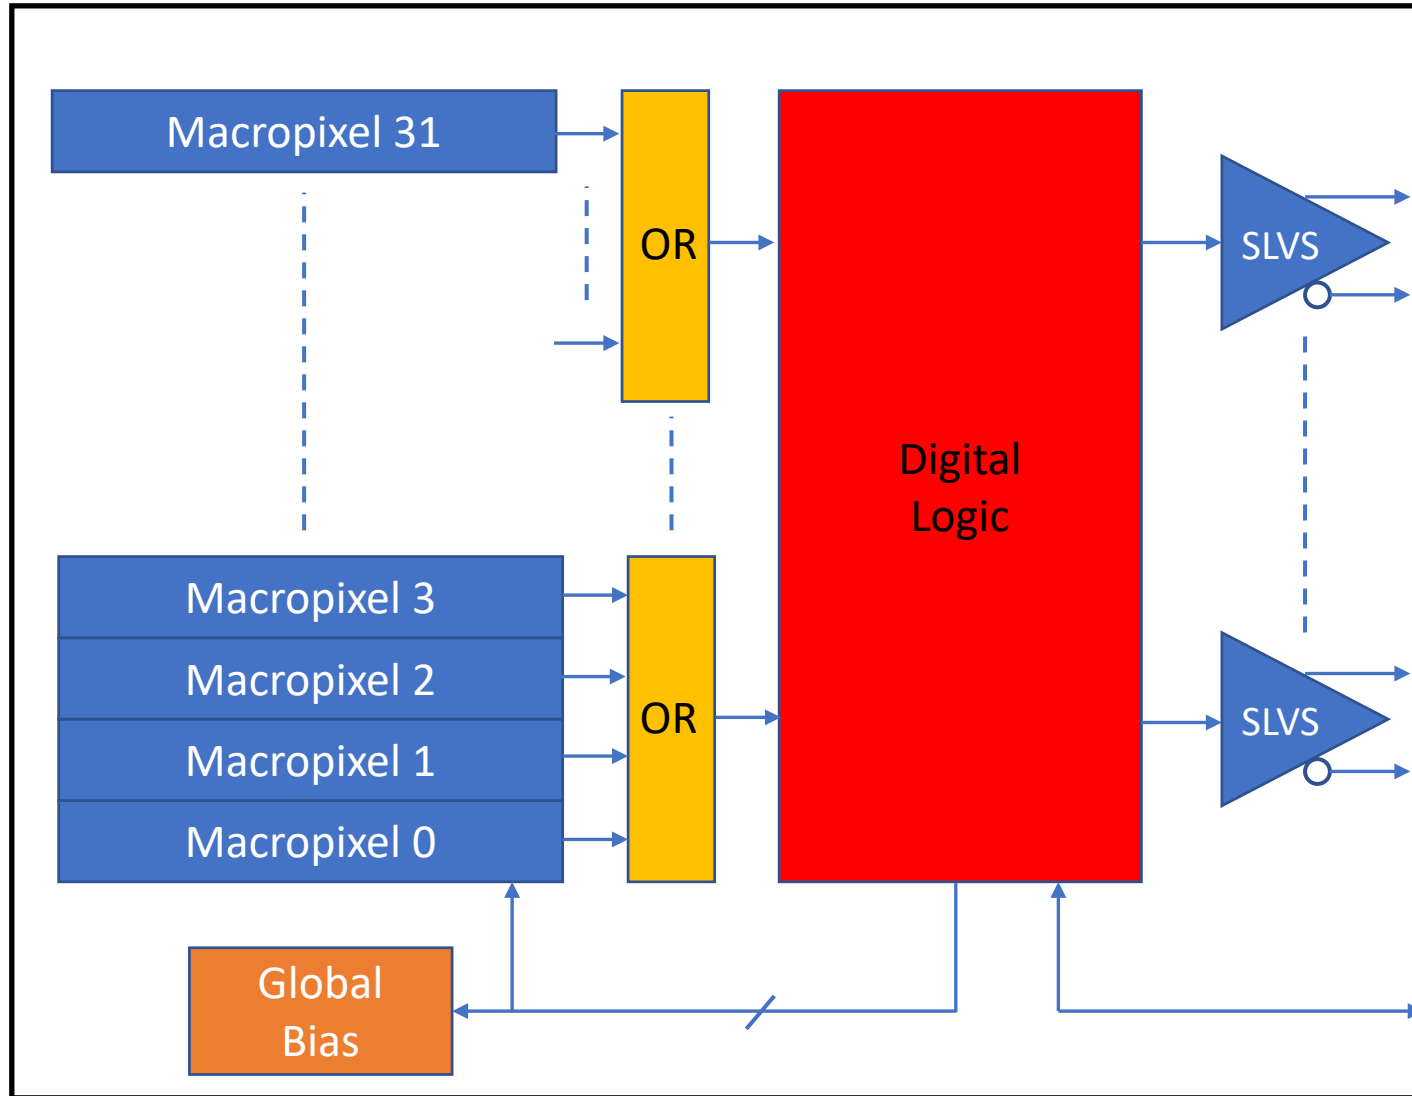 Macropixel 31
OR
SLVS
Digital
Logic
Macropixel 3
Macropixel 2
Macropixel 1
Macropixel 0
OR
SLVS
Global
Bias